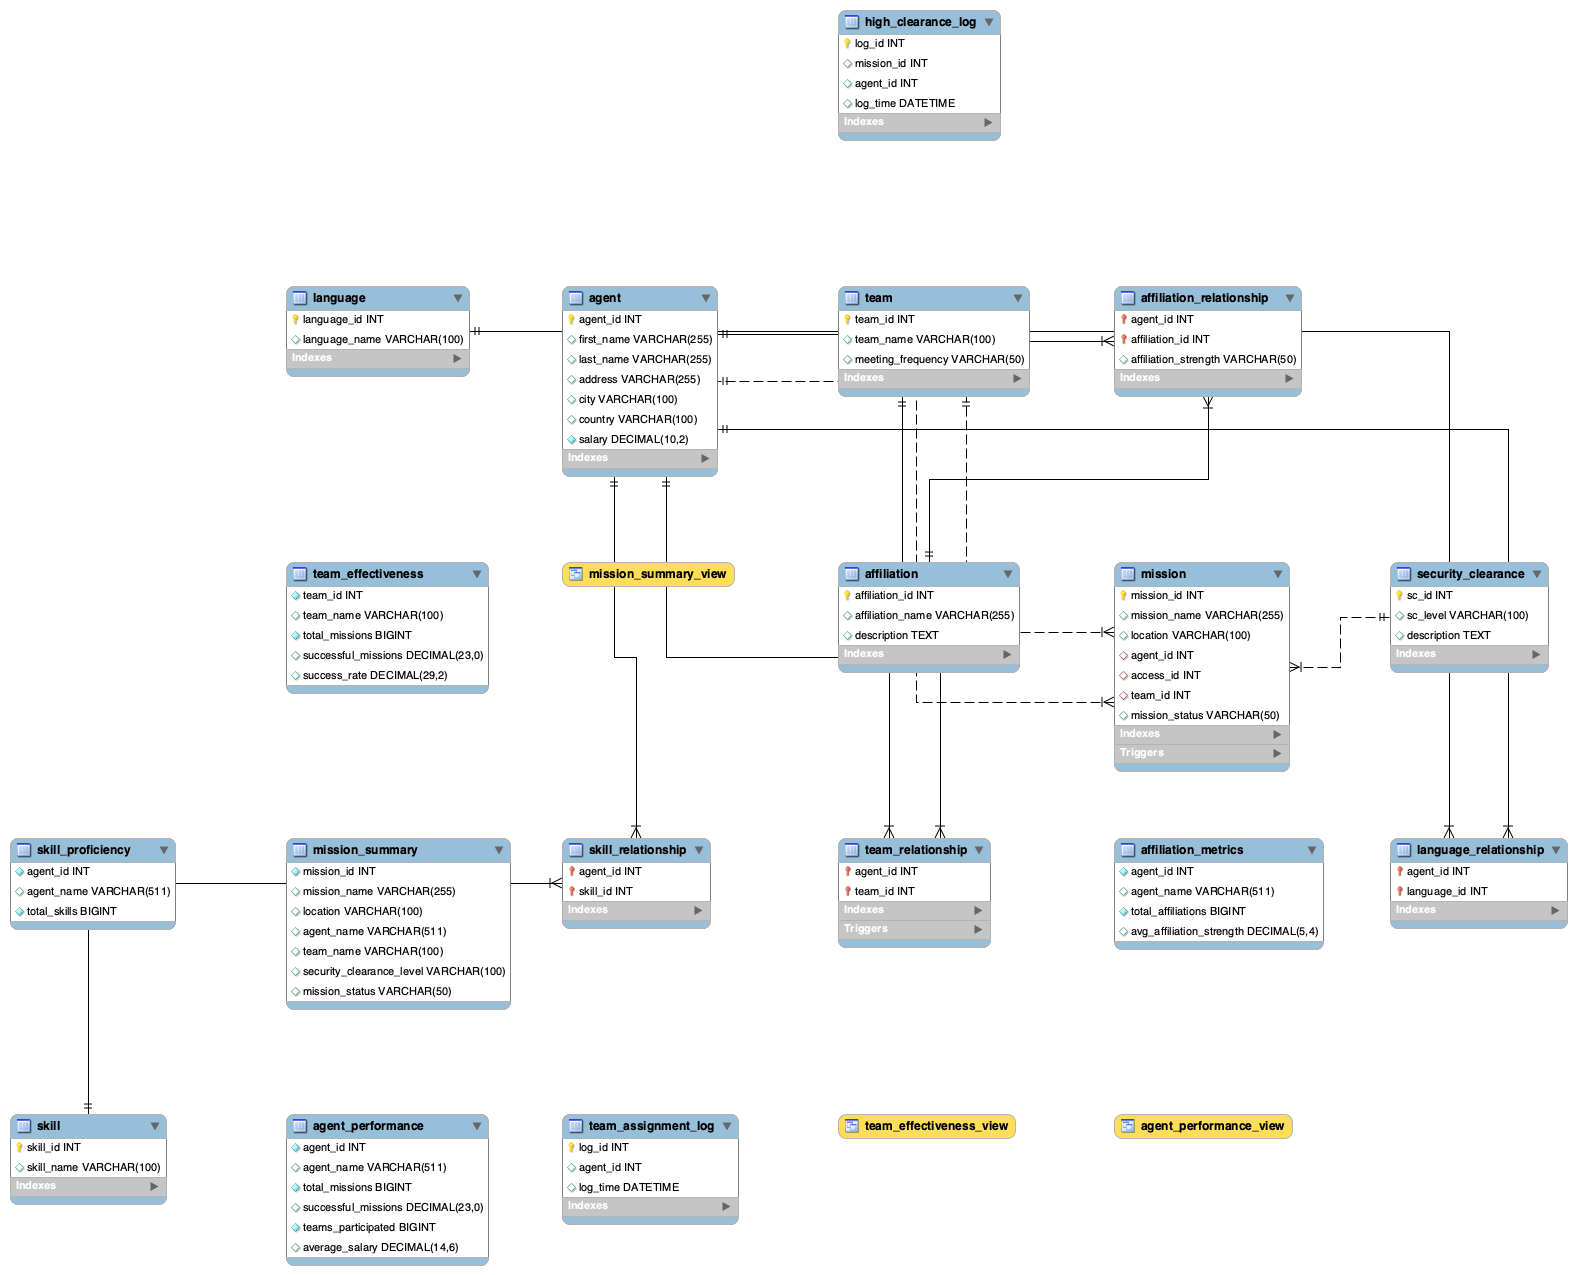 high_clearance_log
log_id INT
mission_id INT
agent_id INT
log_time DATETIME
Indexes
language
language_id INT
language_name VARCHAR(100)
Indexes
agent
agent_id INT
first_name VARCHAR(255)
last_name VARCHAR(255)
address VARCHAR(255)
city VARCHAR(100)
country VARCHAR(100)
salary DECIMAL(10,2)
Indexes
team
team_id INT
team_name VARCHAR(100)
meeting_frequency VARCHAR(50)
Indexes
affiliation_relationship
agent_id INT
affiliation_id INT
affiliation_strength VARCHAR(50)
Indexes
team_effectiveness
team_id INT
team_name VARCHAR(100)
total_missions BIGINT
successful_missions DECIMAL(23,0)
success_rate DECIMAL(29,2)
mission_summary_view
affiliation
affiliation_id INT
affiliation_name VARCHAR(255)
description TEXT
Indexes
mission
mission_id INT
mission_name VARCHAR(255)
location VARCHAR(100)
agent_id INT
access_id INT
team_id INT
mission_status VARCHAR(50)
Indexes
Triggers
security_clearance
sc_id INT
sc_level VARCHAR(100)
description TEXT
Indexes
skill_proficiency
agent_id INT
agent_name VARCHAR(511)
total_skills BIGINT
mission_summary
mission_id INT
mission_name VARCHAR(255)
location VARCHAR(100)
agent_name VARCHAR(511)
team_name VARCHAR(100)
security_clearance_level VARCHAR(100)
mission_status VARCHAR(50)
skill_relationship
agent_id INT
skill_id INT
Indexes
team_relationship
agent_id INT
team_id INT
Indexes
Triggers
affiliation_metrics
agent_id INT
agent_name VARCHAR(511)
total_affiliations BIGINT
avg_affiliation_strength DECIMAL(5,4)
language_relationship
agent_id INT
language_id INT
Indexes
skill
skill_id INT
skill_name VARCHAR(100)
Indexes
agent_performance
agent_id INT
agent_name VARCHAR(511)
total_missions BIGINT
successful_missions DECIMAL(23,0)
teams_participated BIGINT
average_salary DECIMAL(14,6)
team_assignment_log
log_id INT
agent_id INT
log_time DATETIME
Indexes
team_effectiveness_view
agent_performance_view